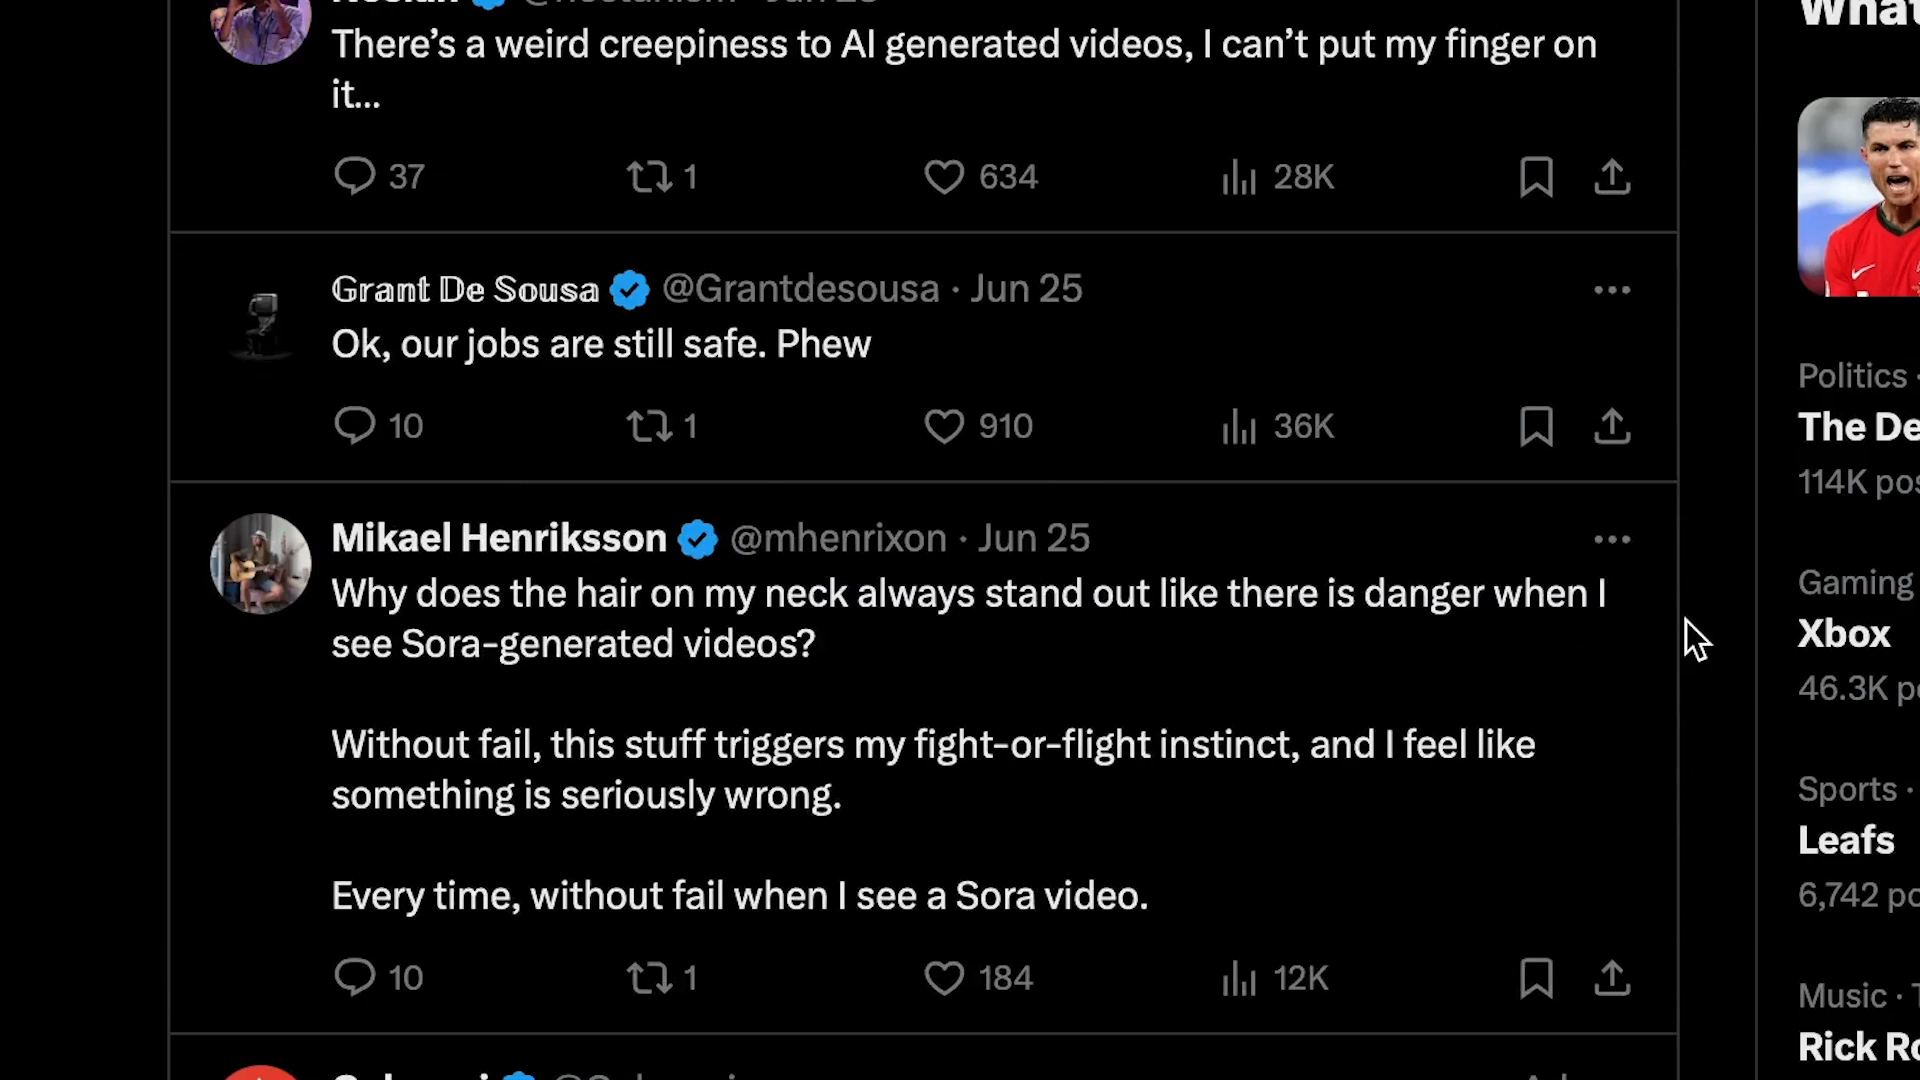 There's a weird creepiness to AI generated videos, I can't put my finger on
it...
37 1 634 28K
Grant De Sousa @Grantdesousa · Jun 25
Ok, our jobs are still safe. Phew
10 1 910 36K
Mikael Henriksson @mhenrixon · Jun 25
Why does the hair on my neck always stand out like there is danger when I
see Sora-generated videos?
Without fail, this stuff triggers my fight-or-flight instinct, and I feel like
something is seriously wrong.
Every time, without fail when I see a Sora video.
10 1 184 12K
What
Politics ·
The De
114K pos
Gaming
Xbox
46.3K po
Sports ·
Leafs
6,742 po
Music · T
Rick Ro